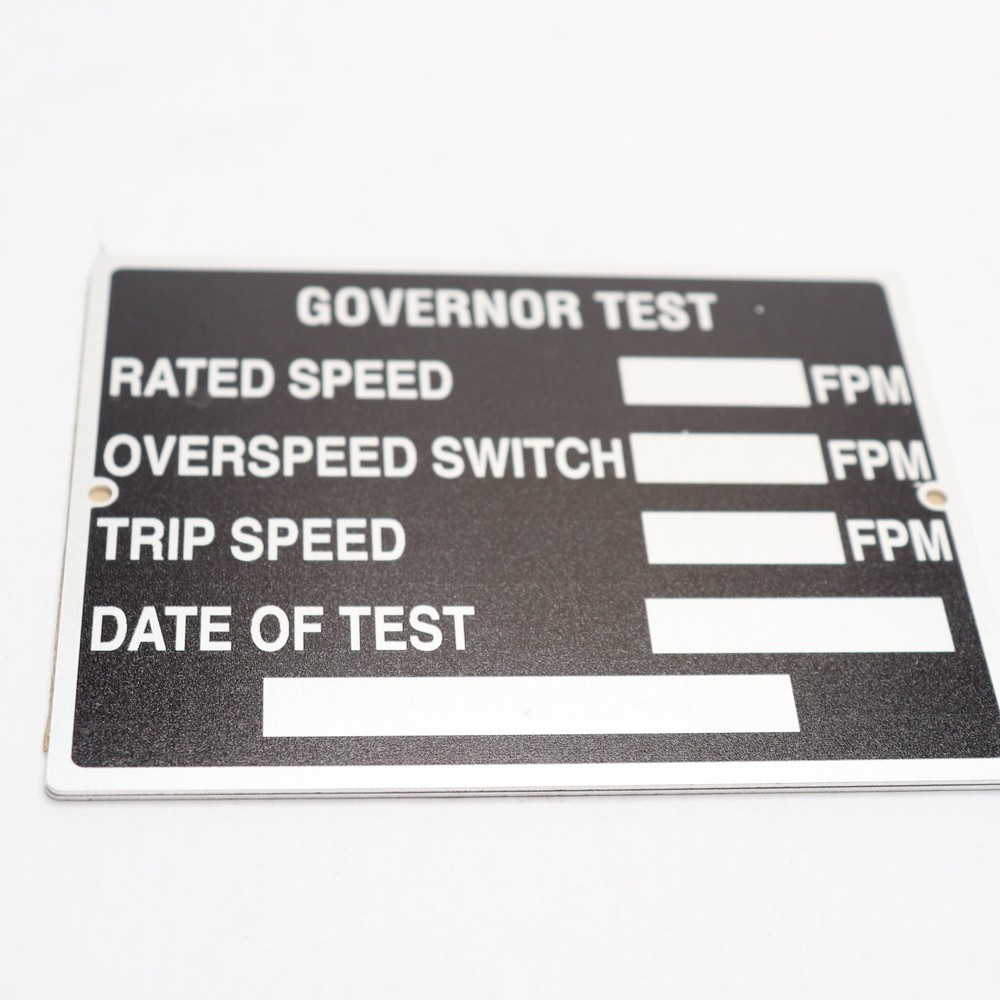 GOVERNOR TEST
RATED SPEED FPM
OVERSPEED SWITCH FPM
TRIP SPEED FPM
DATE OF TEST